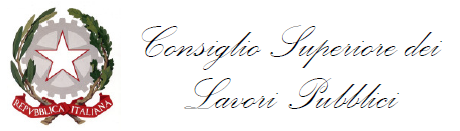 Consiglio Superiore dei
Lavori Pubblici
REPVBBLICA ITALIANA